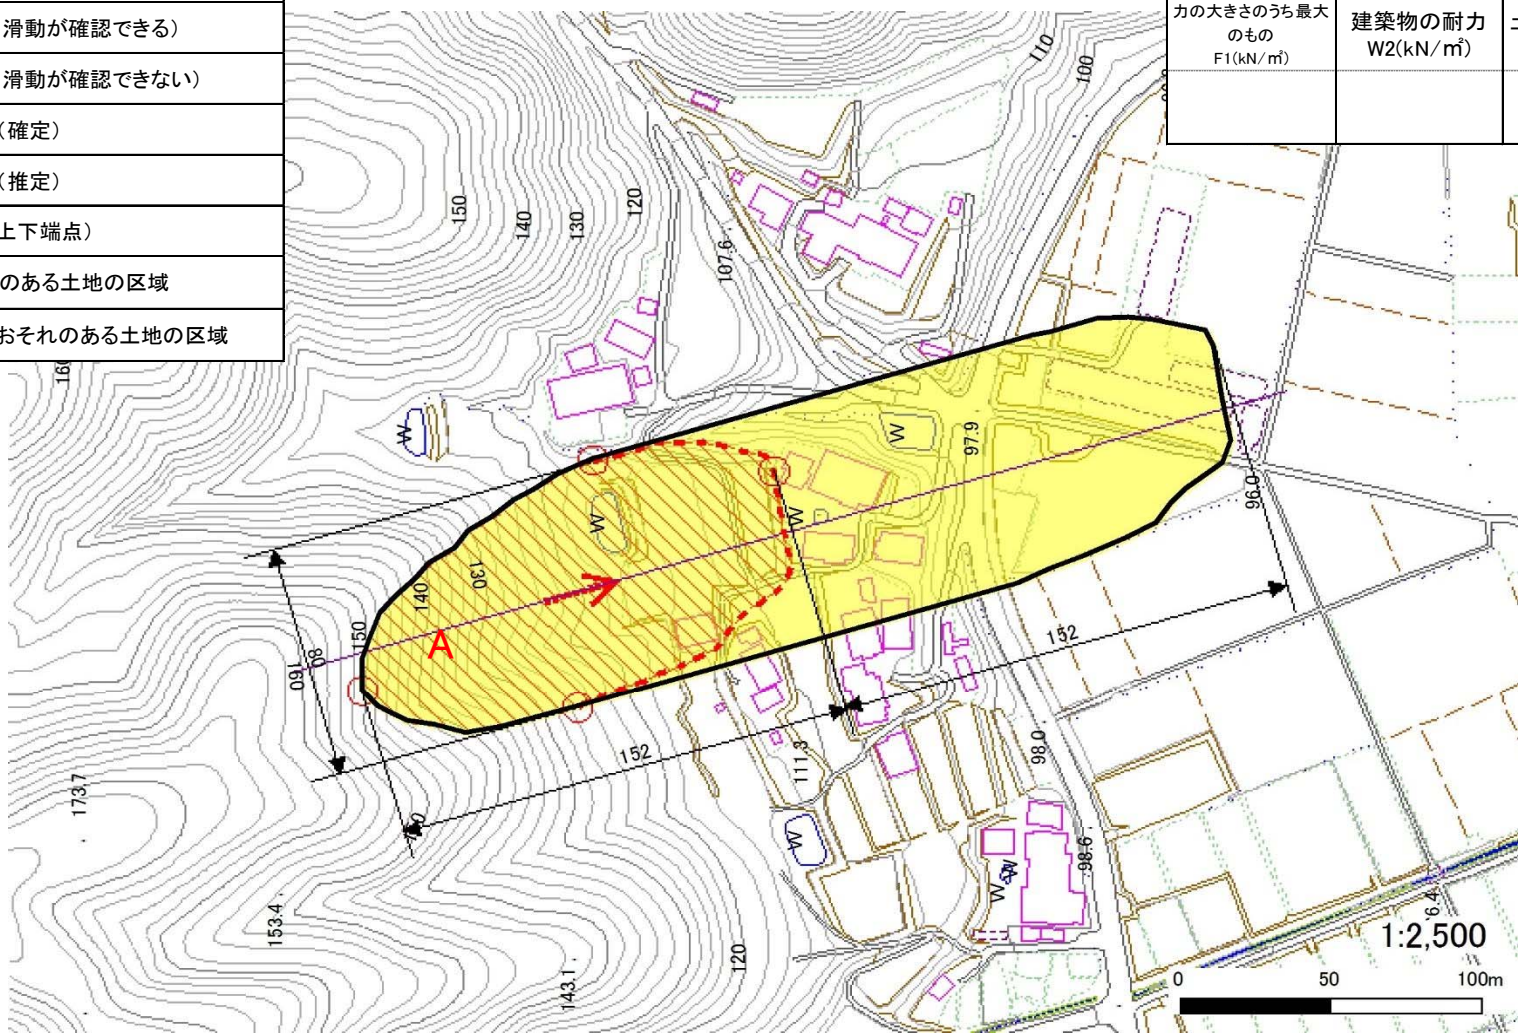 滑動が確認できる)
滑動が確認できない)
(確定)
(推定)
上下端点)
のある土地の区域
おそれのある土地の区域
力の大きさのうち最大
のもの
F1(kN/㎡)
建築物の耐力
W2(kN/㎡)
110
100
150
140
130
120
107.6
160
W
W
97.9
W
W
96.0
130
140
150
A
80
160
152
152
173.7
111.3
98.0
W
98.6
W
W
153.4
143.1
120
6.4
1:2,500
0
50
100m